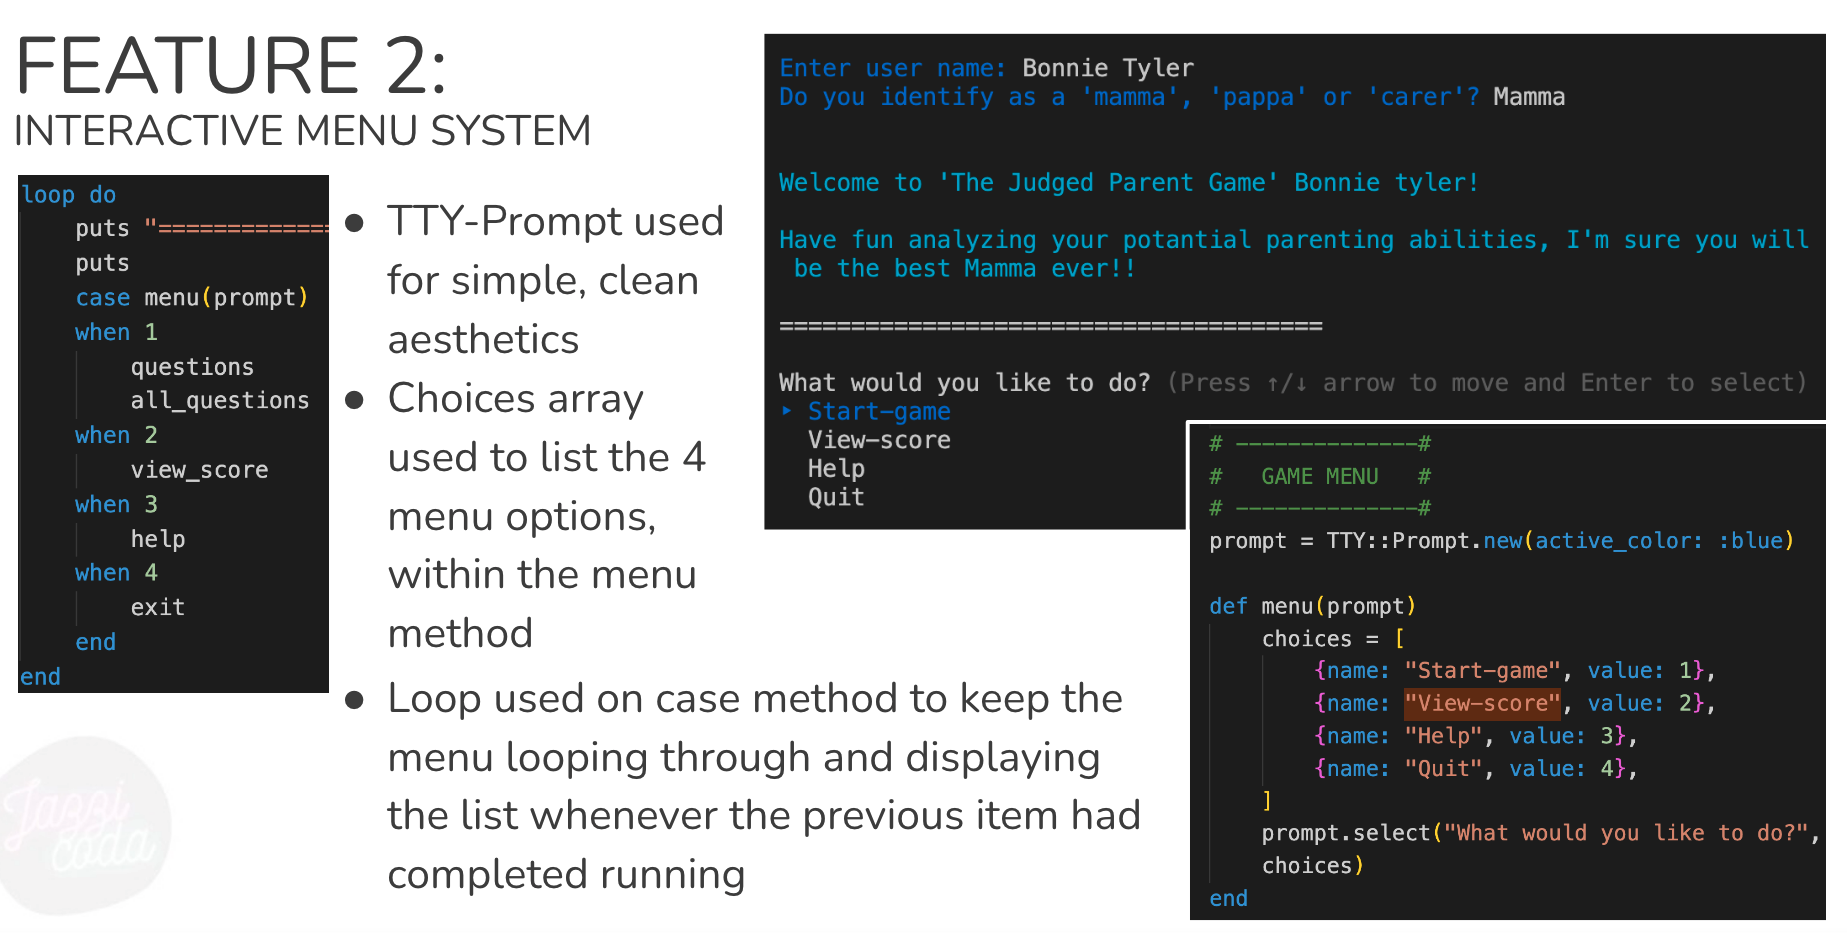 FEATURE 2:
INTERACTIVE MENU SYSTEM
loop do
puts "=============
puts
case menu(prompt)
when 1
questions
all_questions
when 2
view_score
when 3
help
when 4
exit
end
end
● TTY-Prompt used
for simple, clean
aesthetics
● Choices array
used to list the 4
menu options,
within the menu
method
● Loop used on case method to keep the
menu looping through and displaying
the list whenever the previous item had
completed running
Enter user name: Bonnie Tyler
Do you identify as a 'mamma', 'pappa' or 'carer'? Mamma
Welcome to 'The Judged Parent Game' Bonnie tyler!
Have fun analyzing your potantial parenting abilities, I'm sure you will
be the best Mamma ever!!
======================================
What would you like to do? (Press ↑/↓ arrow to move and Enter to select)
‣ Start-game
View-score
Help
Quit
# --------------#
# GAME MENU #
# --------------#
prompt = TTY::Prompt.new(active_color: :blue)
def menu(prompt)
choices = [
{name: "Start-game", value: 1},
{name: "View-score", value: 2},
{name: "Help", value: 3},
{name: "Quit", value: 4},
]
prompt.select("What would you like to do?",
choices)
end
Jazzi
coda